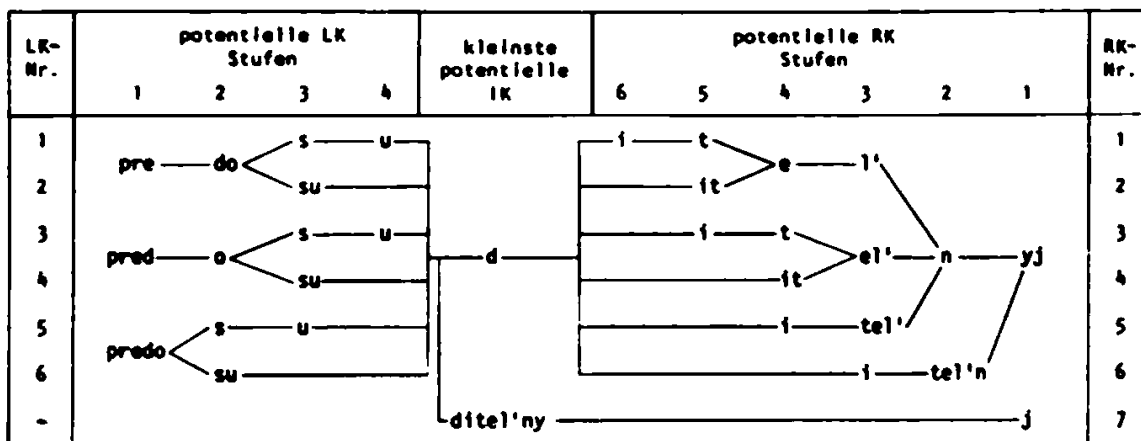 LK-Nr. potentielle LK Stufen kleinste potentielle IK potentielle RK Stufen RK-Nr.
1 2 3 4 6 5 4 3 2 1
1 s u i t 1
pre do e l'
2 su it 2
3 s u i t 3
pred o d el' n yj
4 su it 4
5 s u i tel' 5
predo
6 su i tel'n 6
- ditel'ny j 7